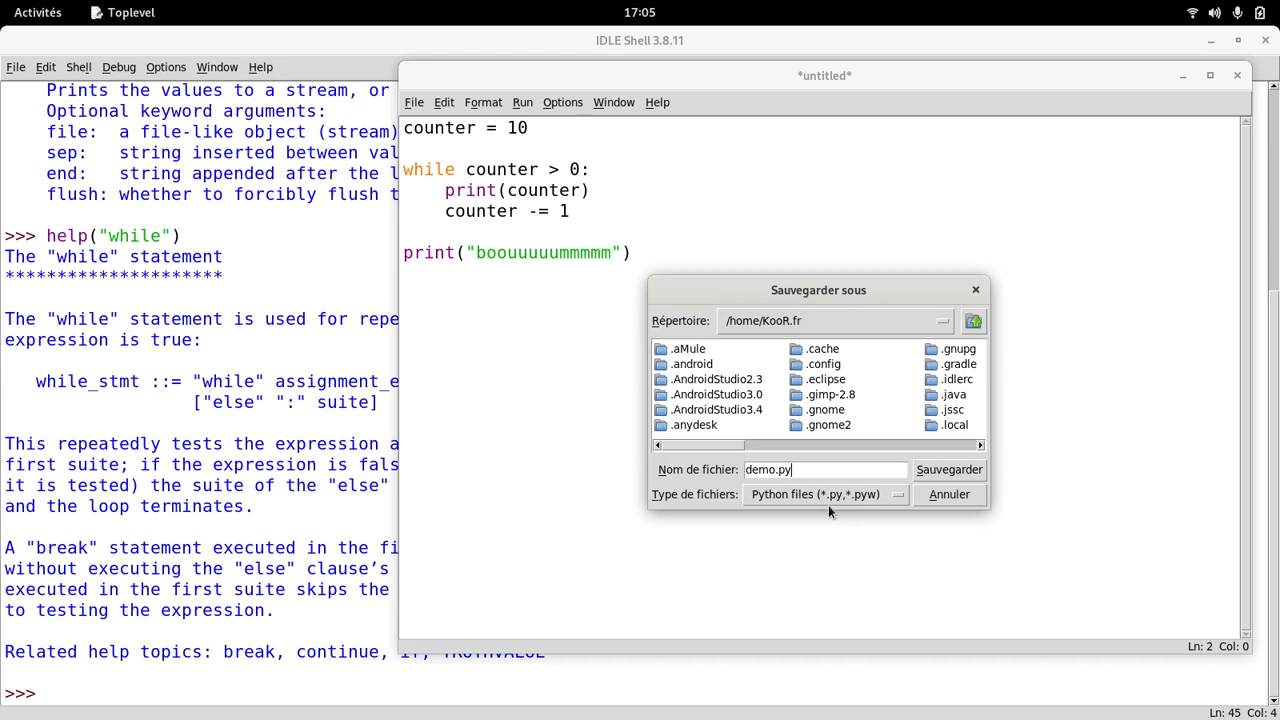 Activités Toplevel 17:05
IDLE Shell 3.8.11
File Edit Shell Debug Options Window Help
Prints the values to a stream, or
Optional keyword arguments:
file: a file-like object (stream)
sep: string inserted between val
end: string appended after the l
flush: whether to forcibly flush t
>>> help("while")
The "while" statement
*********************
The "while" statement is used for repe
expression is true:
while_stmt ::= "while" assignment_e
["else" ":" suite]
This repeatedly tests the expression a
first suite; if the expression is fals
it is tested) the suite of the "else"
and the loop terminates.
A "break" statement executed in the fi
without executing the "else" clause’s
executed in the first suite skips the
to testing the expression.
Related help topics: break, continue, if, TRUTHVALUE
>>>
Ln: 45 Col: 4
*untitled*
File Edit Format Run Options Window Help
counter = 10
while counter > 0:
print(counter)
counter -= 1
print("boouuuuummmmm")
Ln: 2 Col: 0
Sauvegarder sous
Répertoire: /home/KooR.fr
.aMule .cache .gnupg
.android .config .gradle
.AndroidStudio2.3 .eclipse .idlerc
.AndroidStudio3.0 .gimp-2.8 .java
.AndroidStudio3.4 .gnome .jssc
.anydesk .gnome2 .local
Nom de fichier: demo.py Sauvegarder
Type de fichiers: Python files (*.py,*.pyw) Annuler